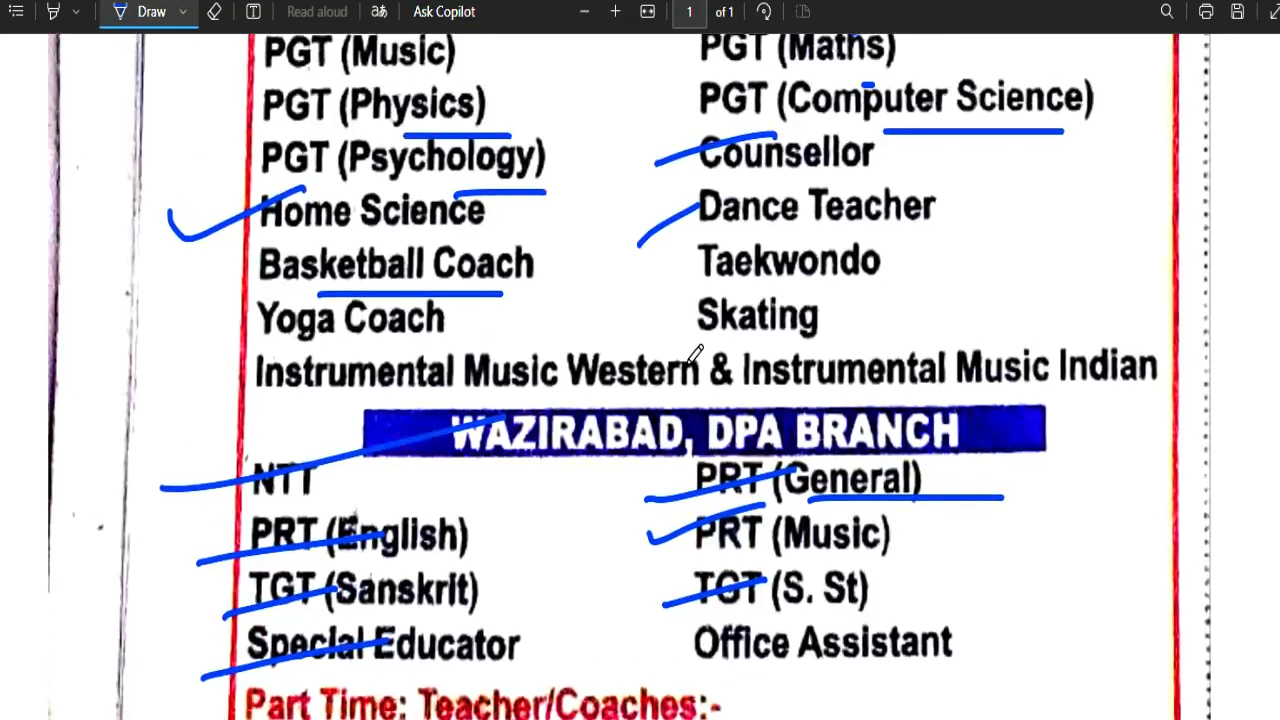 Draw
Read aloud
aあ
Ask Copilot
1 of 1
PGT (Music) PGT (Maths)
PGT (Physics) PGT (Computer Science)
PGT (Psychology) Counsellor
Home Science Dance Teacher
Basketball Coach Taekwondo
Yoga Coach Skating
Instrumental Music Western & Instrumental Music Indian
WAZIRABAD, DPA BRANCH
NTT PRT (General)
PRT (English) PRT (Music)
TGT (Sanskrit) TGT (S. St)
Special Educator Office Assistant
Part Time: Teacher/Coaches:-